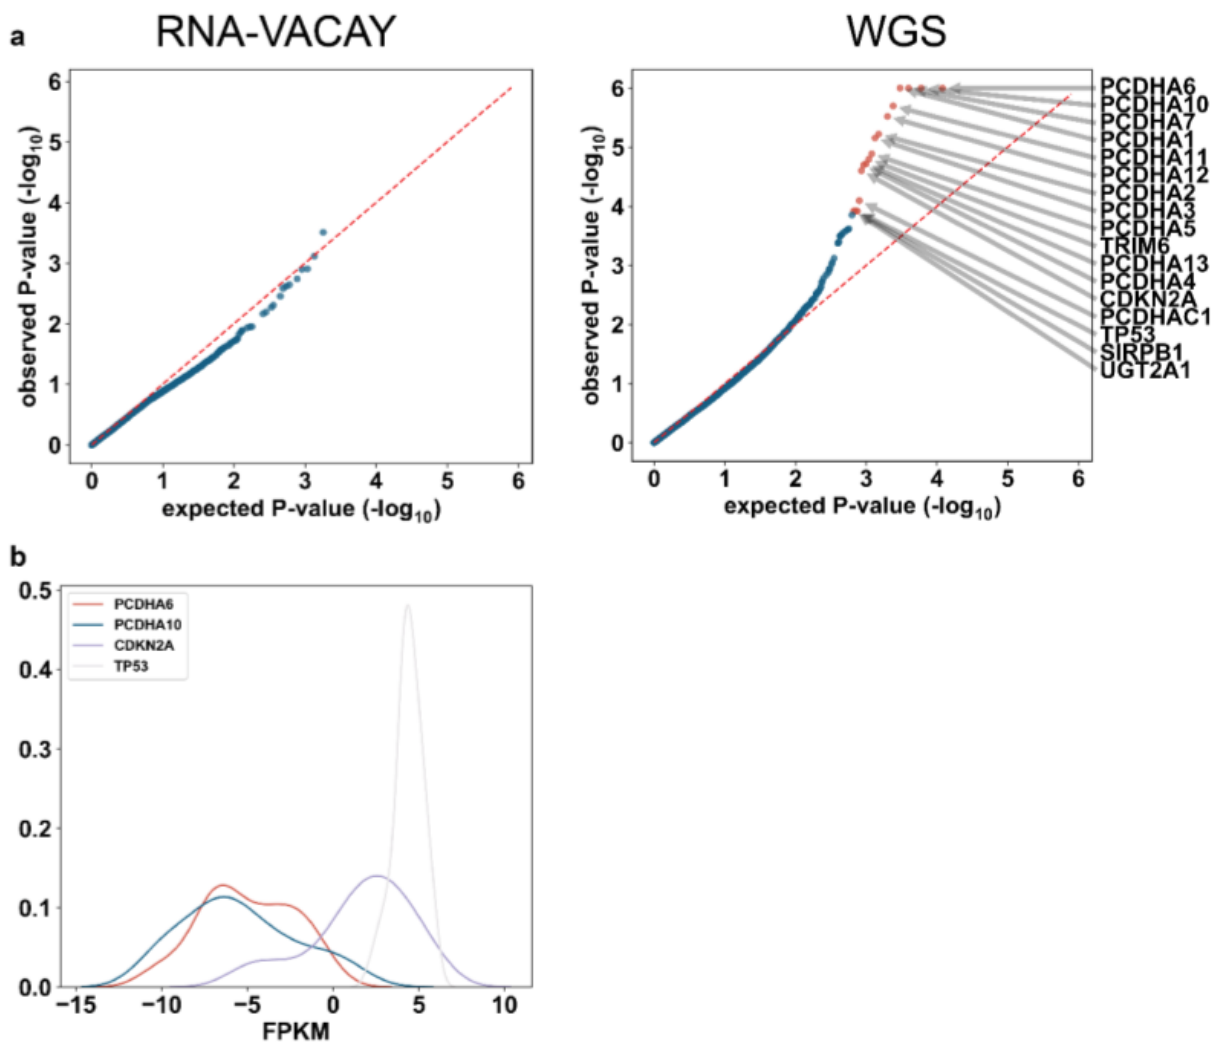 a
RNA-VACAY
WGS
6
5
4
3
2
1
0
observed P-value (-log10)
0 1 2 3 4 5 6
expected P-value (-log10)
6
5
4
3
2
1
0
observed P-value (-log10)
0 1 2 3 4 5 6
expected P-value (-log10)
PCDHA6
PCDHA10
PCDHA7
PCDHA1
PCDHA11
PCDHA12
PCDHA2
PCDHA3
PCDHA5
TRIM6
PCDHA13
PCDHA4
CDKN2A
PCDHAC1
TP53
SIRPB1
UGT2A1
b
0.5
0.4
0.3
0.2
0.1
0.0
PCDHA6
PCDHA10
CDKN2A
TP53
−15 −10 −5 0 5 10
FPKM